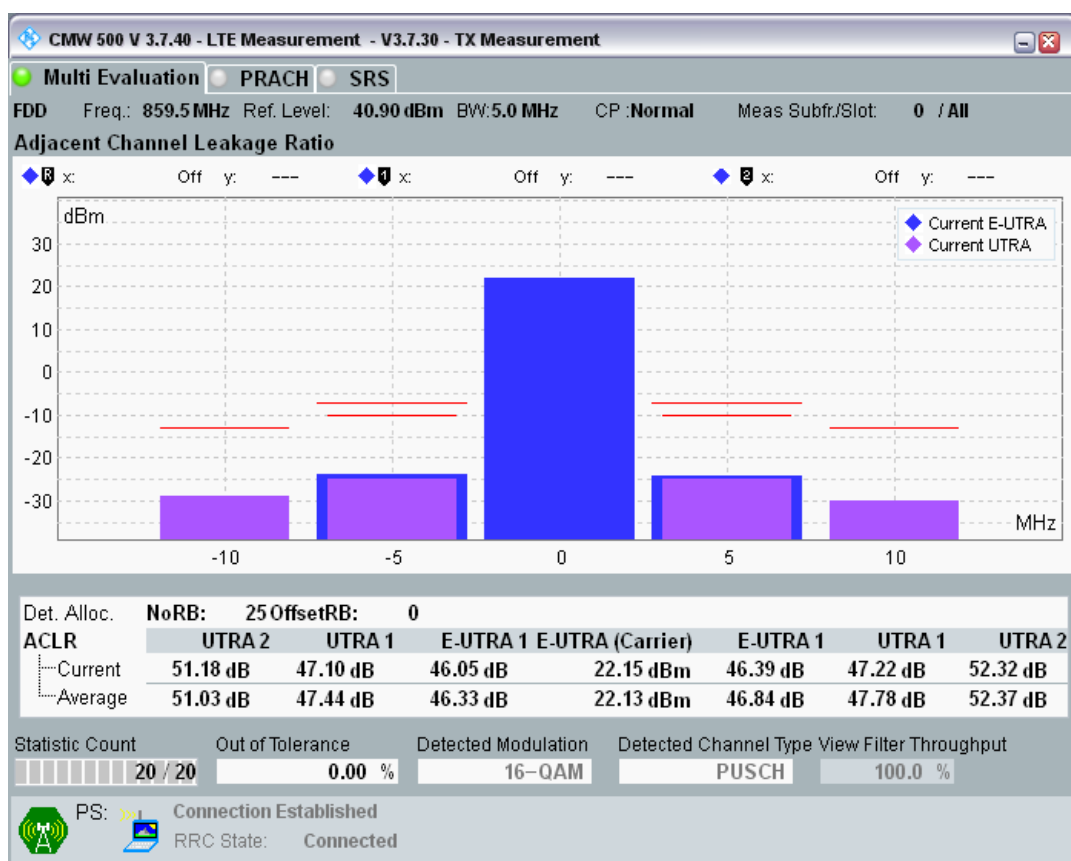 CMW 500 V 3.7.40 - LTE Measurement - V3.7.30 - TX Measurement
Multi Evaluation PRACH SRS
FDD Freq.: 859.5 MHz Ref. Level: 40.90 dBm BW:5.0 MHz CP :Normal Meas Subfr./Slot: 0 / All
Adjacent Channel Leakage Ratio
R x: Off y: --- 1 x: Off y: --- 2 x: Off y: ---
dBm
Current E-UTRA
Current UTRA
30
20
10
0
-10
-20
-30
MHz
-10 -5 0 5 10
Det. Alloc. NoRB: 25 OffsetRB: 0
ACLR UTRA 2 UTRA 1 E-UTRA 1 E-UTRA (Carrier) E-UTRA 1 UTRA 1 UTRA 2
Current 51.18 dB 47.10 dB 46.05 dB 22.15 dBm 46.39 dB 47.22 dB 52.32 dB
Average 51.03 dB 47.44 dB 46.33 dB 22.13 dBm 46.84 dB 47.78 dB 52.37 dB
Statistic Count Out of Tolerance Detected Modulation Detected Channel Type View Filter Throughput
20 / 20 0.00 % 16-QAM PUSCH 100.0 %
PS: Connection Established
RRC State: Connected